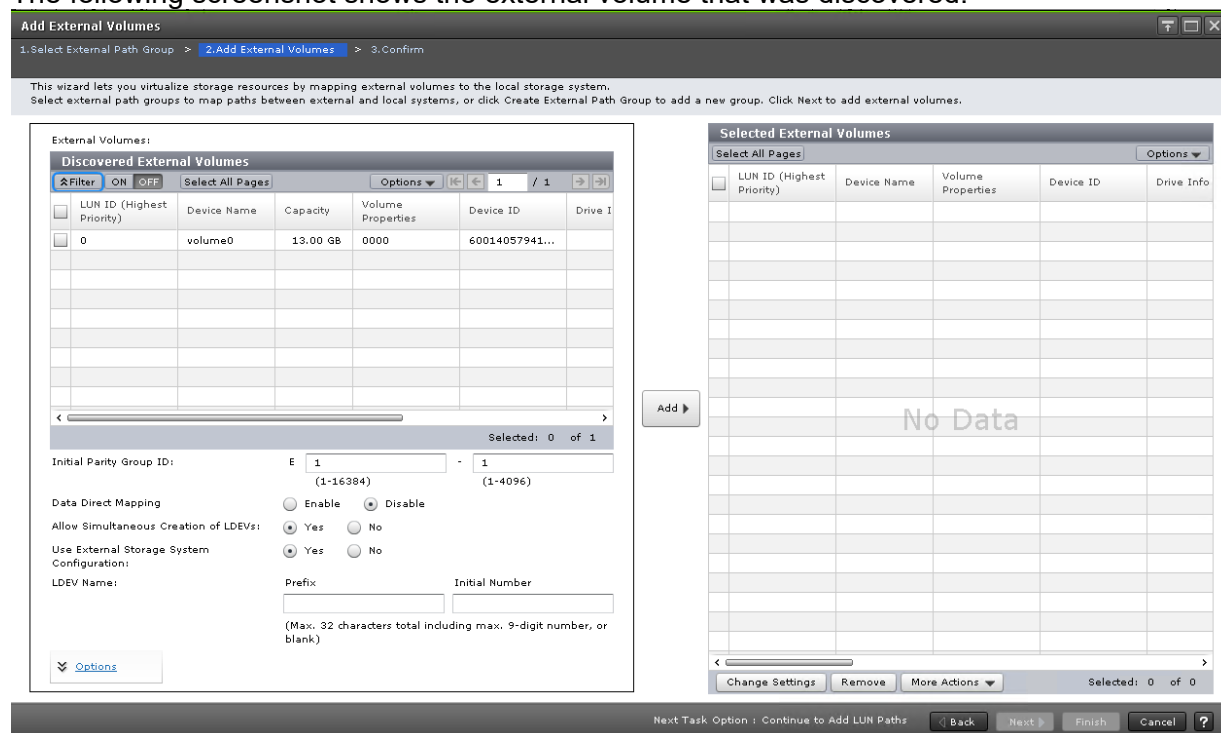 The following screenshot shows the external volume that was discovered.
Add External Volumes
1.Select External Path Group > 2.Add External Volumes > 3.Confirm
This wizard lets you virtualize storage resources by mapping external volumes to the local storage system.
Select external path groups to map paths between external and local systems, or click Create External Path Group to add a new group. Click Next to add external volumes.
External Volumes:
Discovered External Volumes
Filter ON OFF Select All Pages Options 1 / 1
LUN ID (Highest Priority) Device Name Capacity Volume Properties Device ID Drive I
0 volume0 13.00 GB 0000 60014057941...
Selected: 0 of 1
Initial Parity Group ID: E 1 - 1
(1-16384) (1-4096)
Data Direct Mapping Enable Disable
Allow Simultaneous Creation of LDEVs: Yes No
Use External Storage System Configuration: Yes No
LDEV Name: Prefix Initial Number
(Max. 32 characters total including max. 9-digit number, or blank)
Options
Add
Selected External Volumes
Select All Pages Options
LUN ID (Highest Priority) Device Name Volume Properties Device ID Drive Info
No Data
Change Settings Remove More Actions Selected: 0 of 0
Next Task Option : Continue to Add LUN Paths Back Next Finish Cancel ?